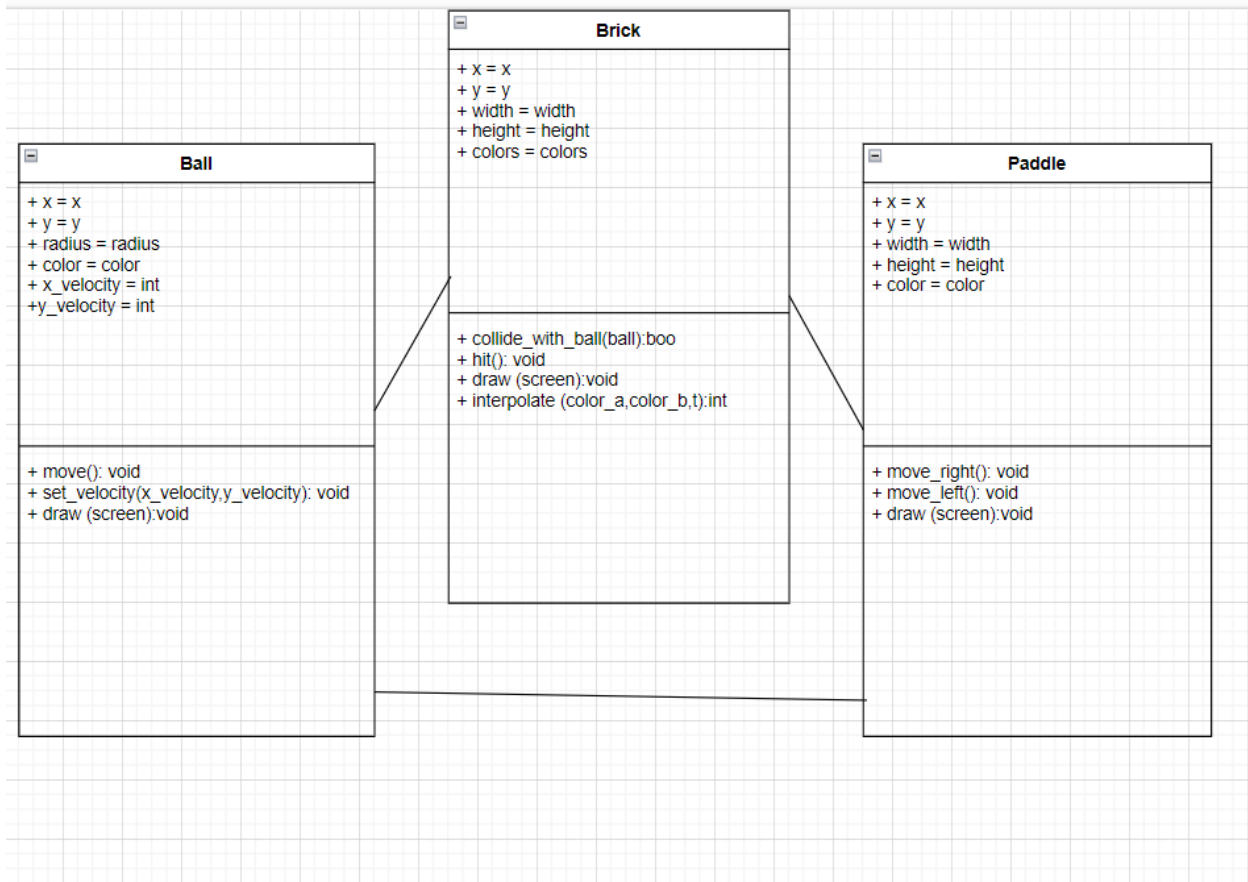 Brick
+ x = x
+ y = y
+ width = width
+ height = height
+ colors = colors
+ collide_with_ball(ball):boo
+ hit(): void
+ draw (screen):void
+ interpolate (color_a,color_b,t):int
Ball
+ x = x
+ y = y
+ radius = radius
+ color = color
+ x_velocity = int
+y_velocity = int
+ move(): void
+ set_velocity(x_velocity,y_velocity): void
+ draw (screen):void
Paddle
+ x = x
+ y = y
+ width = width
+ height = height
+ color = color
+ move_right(): void
+ move_left(): void
+ draw (screen):void